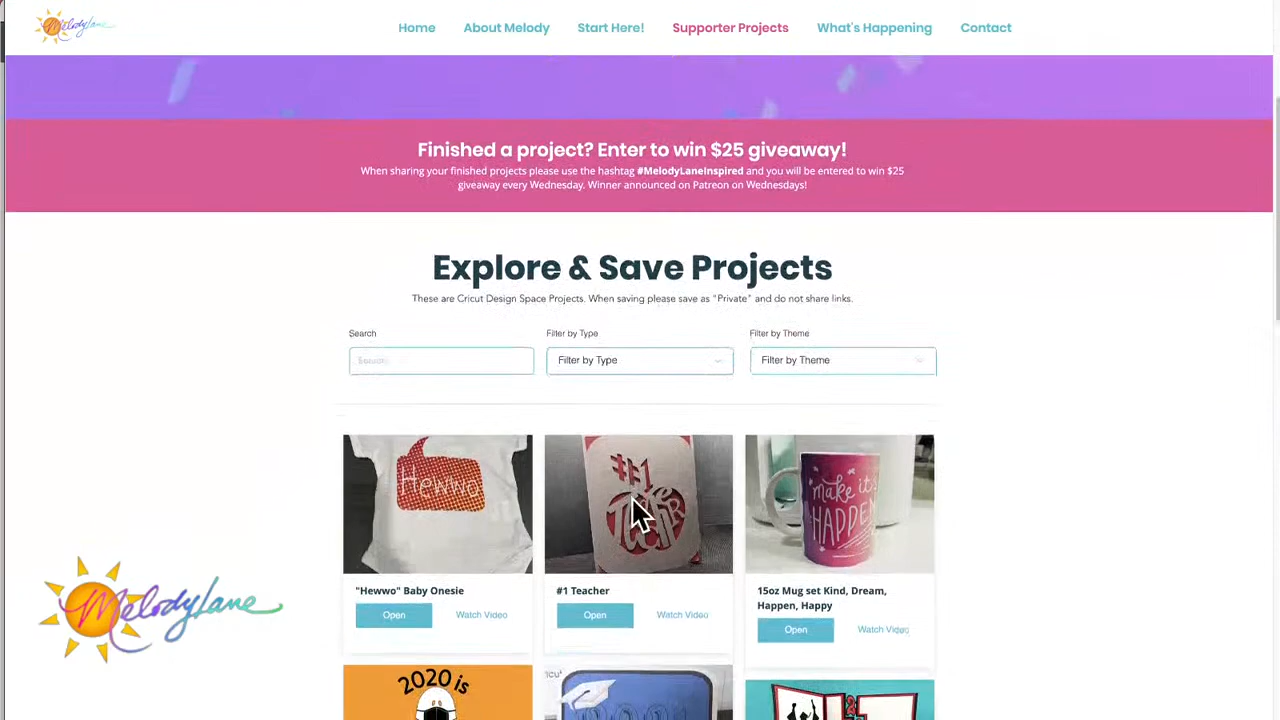 MelodyLane
Home About Melody Start Here! Supporter Projects What's Happening Contact
Finished a project? Enter to win $25 giveaway!
When sharing your finished projects please use the hashtag #MelodyLaneInspired and you will be entered to win $25
giveaway every Wednesday. Winner announced on Patreon on Wednesdays!
Explore & Save Projects
These are Cricut Design Space Projects. When saving please save as "Private" and do not share links.
Search Filter by Type Filter by Theme
Search Filter by Type Filter by Theme
Hewwo
#1
Teacher
make it
HAPPEN
"Hewwo" Baby Onesie
Open Watch Video
#1 Teacher
Open Watch Video
15oz Mug set Kind, Dream,
Happen, Happy
Open Watch Video
MelodyLane
2020 is